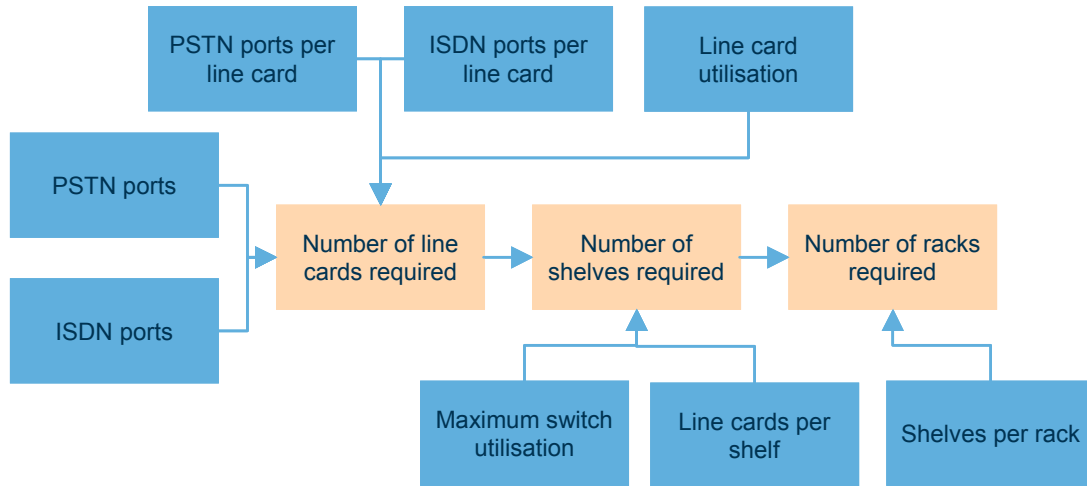 PSTN ports per
line card
ISDN ports per
line card
Line card
utilisation
PSTN ports
ISDN ports
Number of line
cards required
Number of
shelves required
Number of racks
required
Maximum switch
utilisation
Line cards per
shelf
Shelves per rack